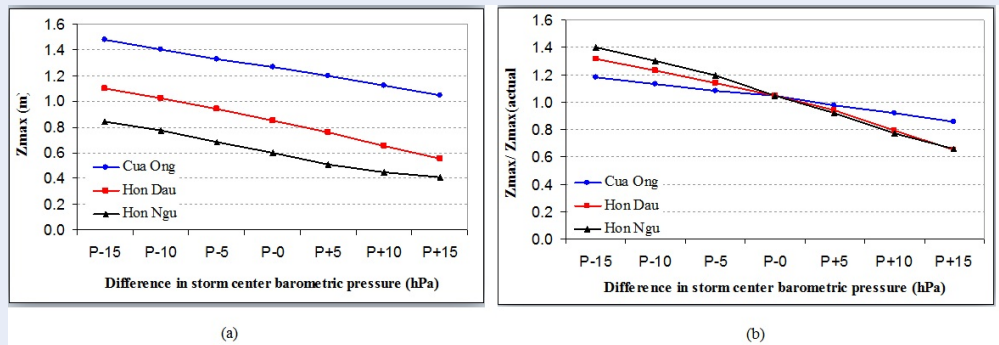 1.6
1.4
1.2
1.0
0.8
0.6
0.4
0.2
0.0
Zmax (m)
Cua Ong
Hon Dau
Hon Ngu
P-15 P-10 P-5 P-0 P+5 P+10 P+15
Difference in storm center barometric pressure (hPa)
(a)
1.6
1.4
1.2
1.0
0.8
0.6
0.4
0.2
0.0
Zmax/ Zmax(actual
Cua Ong
Hon Dau
Hon Ngu
P-15 P-10 P-5 P-0 P+5 P+10 P+15
Difference in storm center barometric pressure (hPa)
(b)